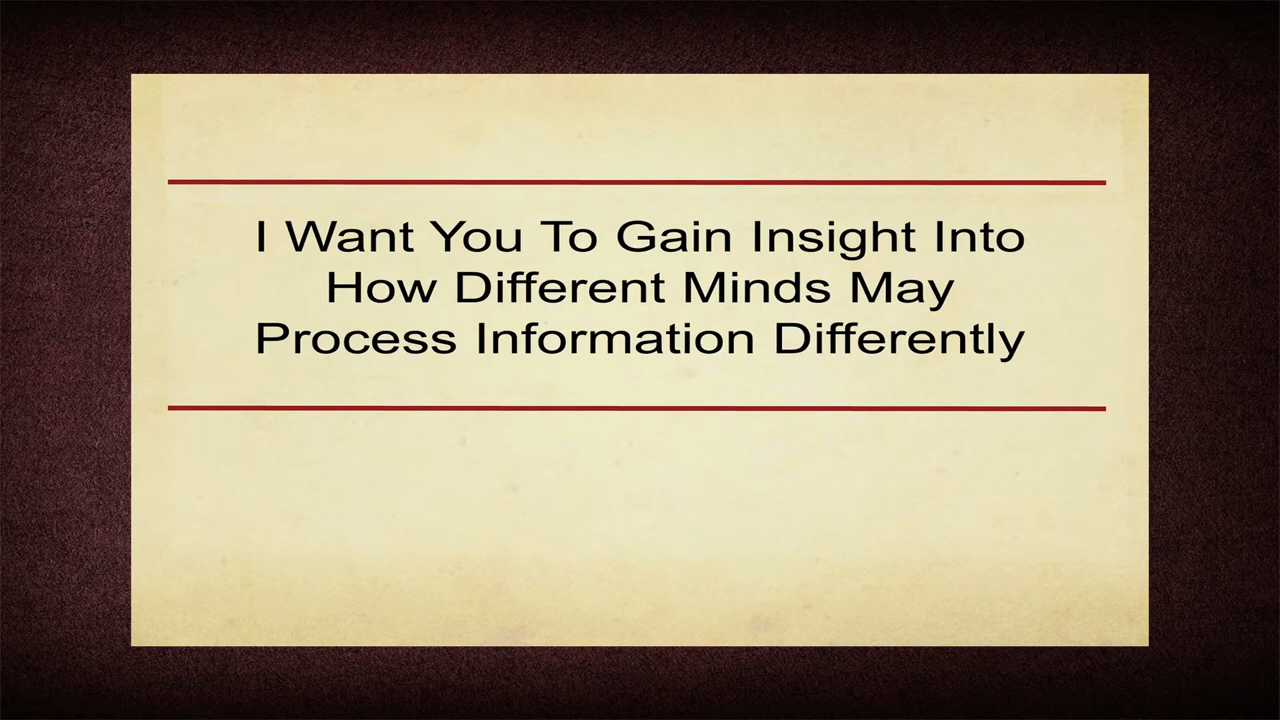 I Want You To Gain Insight Into
How Different Minds May
Process Information Differently